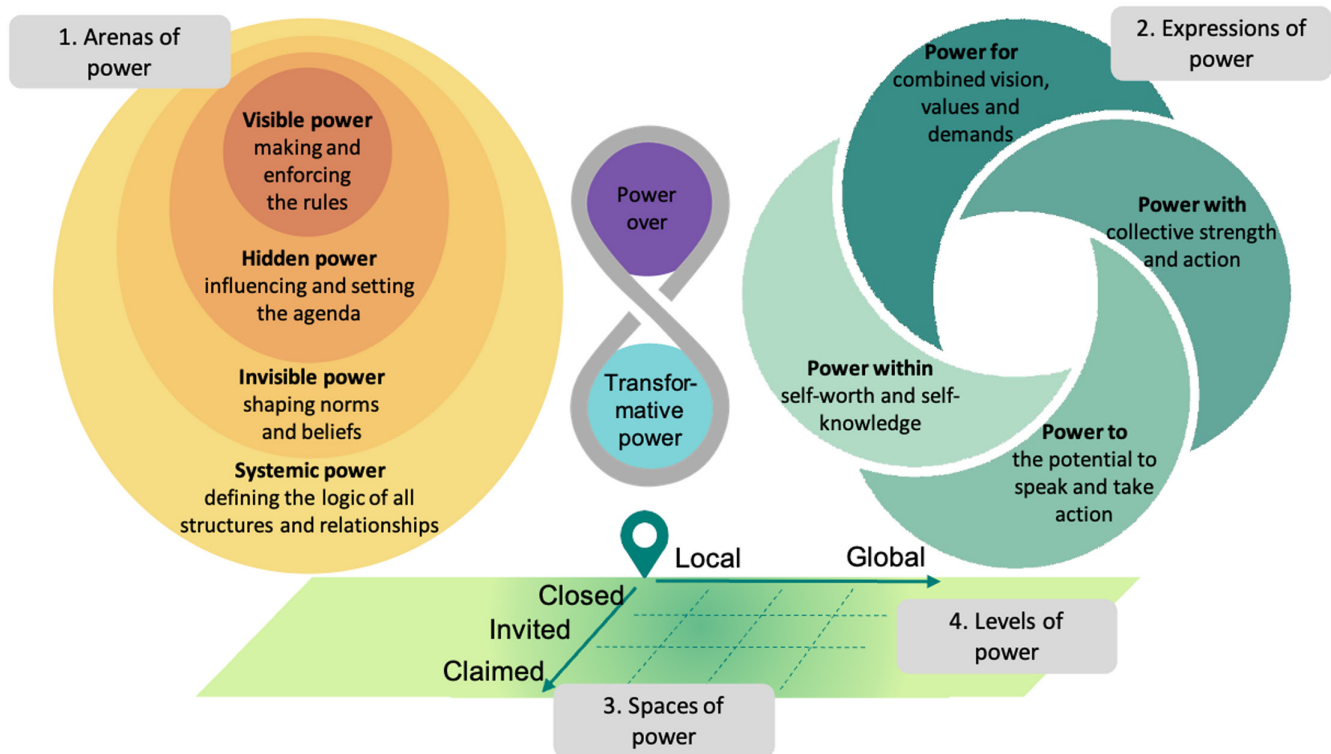 1. Arenas of
power
Visible power
making and
enforcing
the rules
Hidden power
influencing and setting
the agenda
Invisible power
shaping norms
and beliefs
Systemic power
defining the logic of all
structures and relationships
Power
over
Transfor-
mative
power
2. Expressions of
power
Power for
combined vision,
values and
demands
Power with
collective strength
and action
Power within
self-worth and self-
knowledge
Power to
the potential to
speak and take
action
Local
Global
Closed
Invited
Claimed
4. Levels of
power
3. Spaces of
power